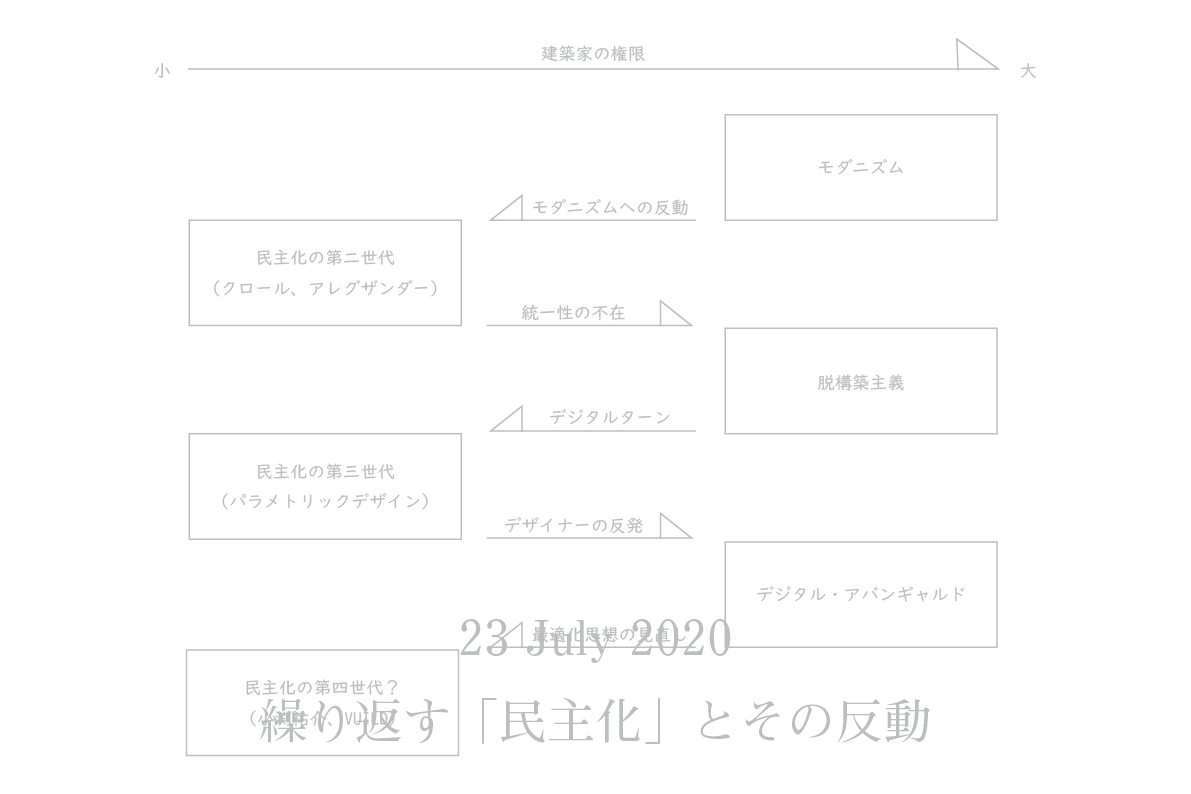 建築家の権限
小
大
モダニズム
モダニズムへの反動
民主化の第二世代
（クロール、アレグザンダー）
統一性の不在
脱構築主義
デジタルターン
民主化の第三世代
（パラメトリックデザイン）
デザイナーの反発
デジタル・アバンギャルド
最適化思想の見直し
23 July 2020
民主化の第四世代？
（小渕祐介、VUILD）
繰り返す「民主化」とその反動